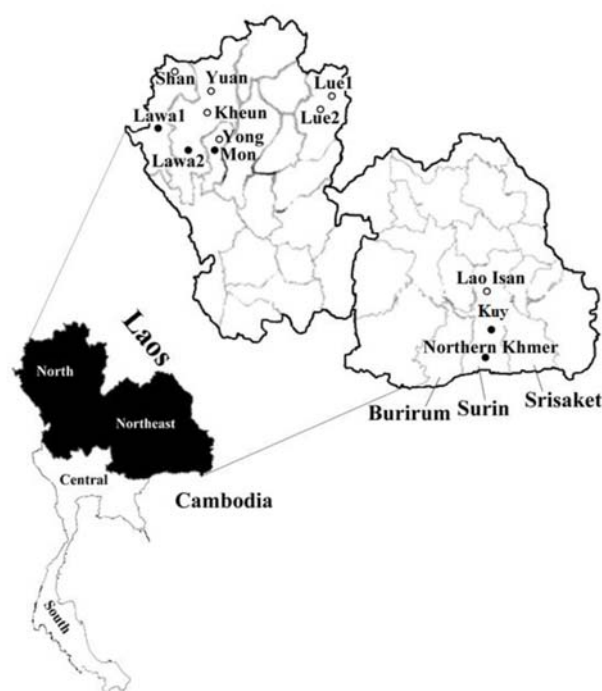 Shan
Yuan
Lue1
Lue2
Lawa1
Kheun
Yong
Lawa2
Mon
Lao Isan
Kuy
Northern Khmer
Burirum
Surin
Srisaket
Laos
North
Northeast
Central
Cambodia
South